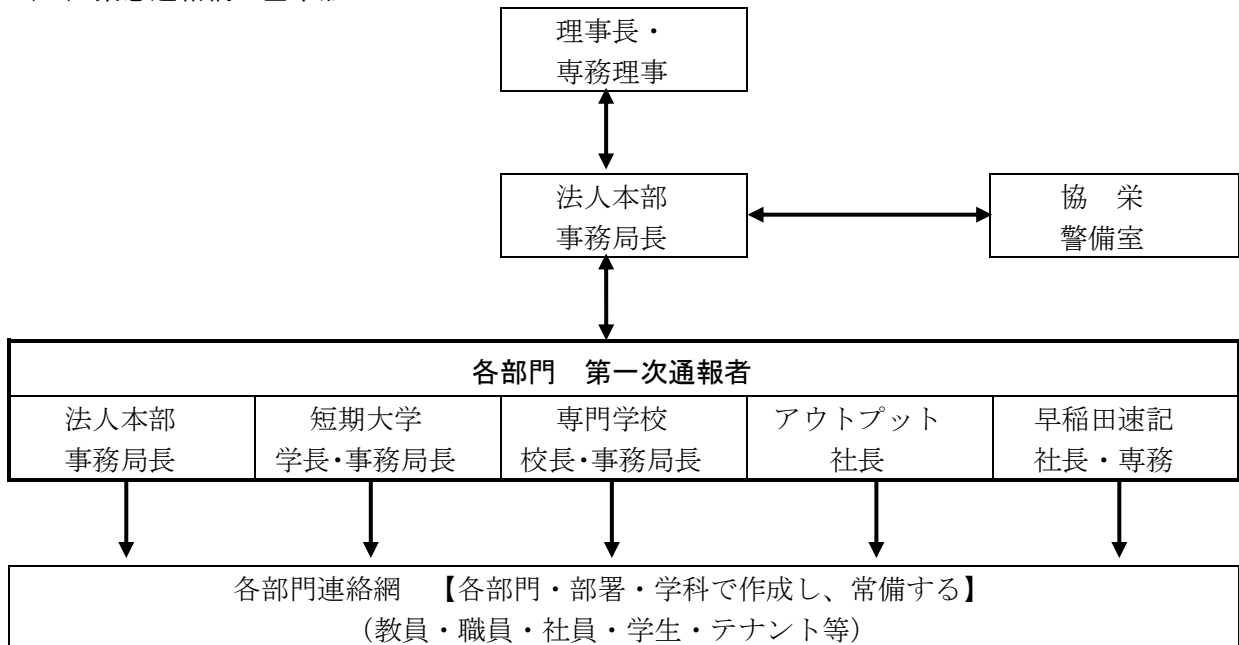 理事長・
専務理事
法人本部
事務局長
協　栄
警備室
各部門　第一次通報者
法人本部
事務局長
短期大学
学長・事務局長
専門学校
校長・事務局長
アウトプット
社長
早稲田速記
社長・専務
各部門連絡網　【各部門・部署・学科で作成し、常備する】
（教員・職員・社員・学生・テナント等）